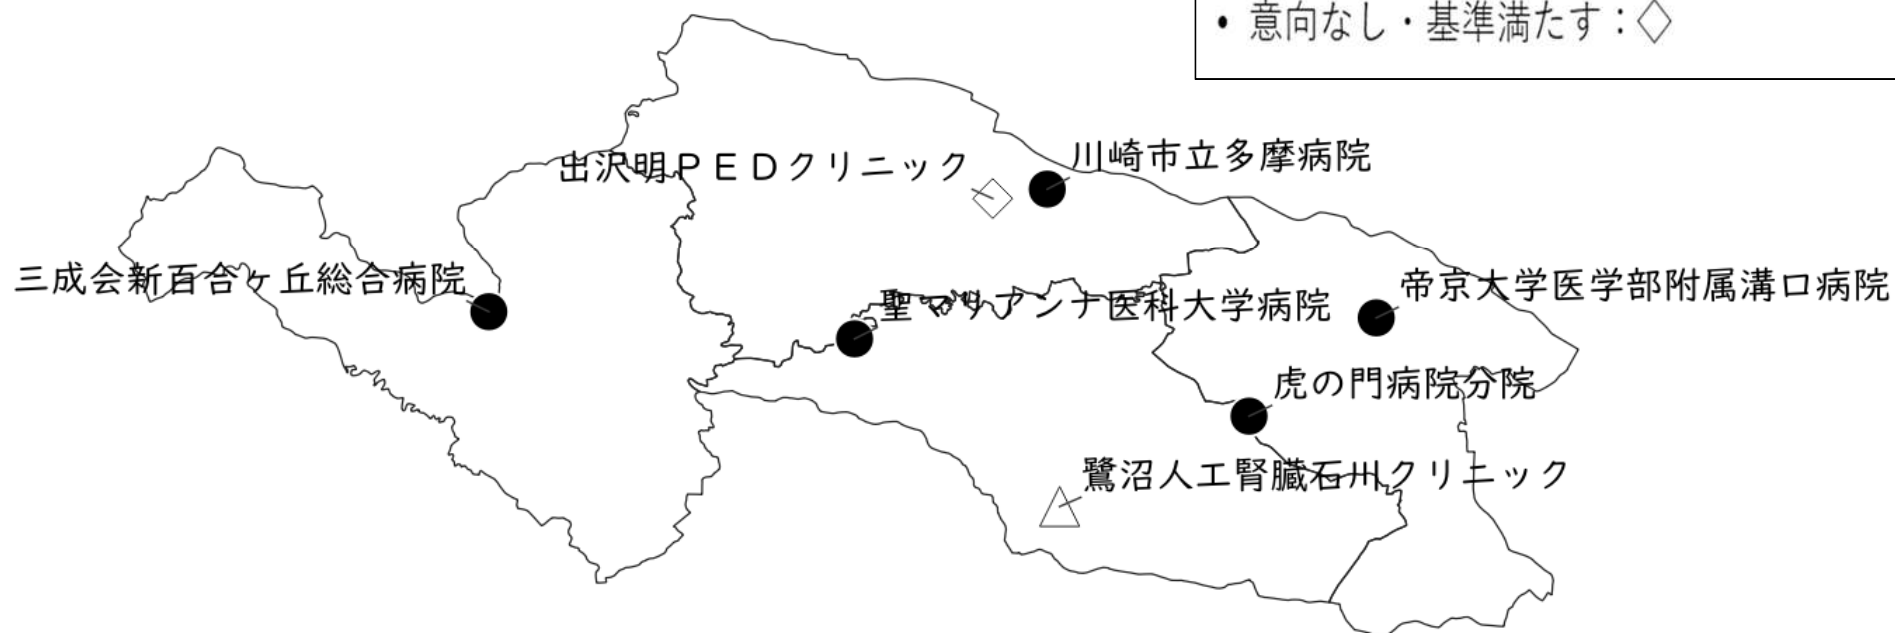 • 意向なし・基準満たす：◇
出沢明ＰＥＤクリニック
川崎市立多摩病院
三成会新百合ヶ丘総合病院
聖マリアンナ医科大学病院
帝京大学医学部附属溝口病院
虎の門病院分院
鷺沼人工腎臓石川クリニック